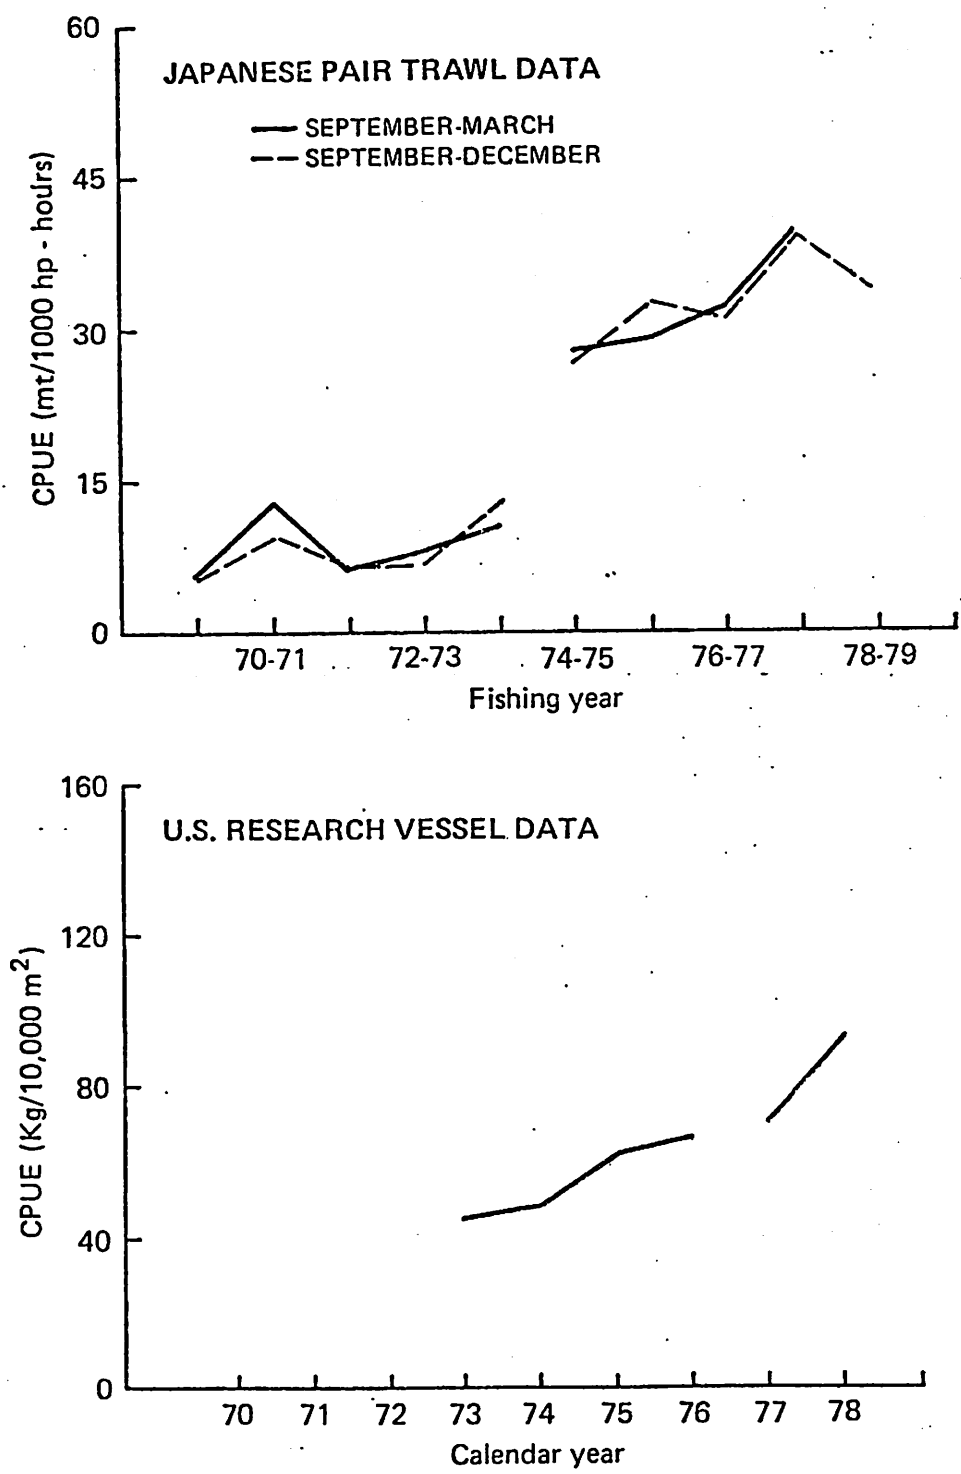 60
JAPANESE PAIR TRAWL DATA
SEPTEMBER-MARCH
SEPTEMBER-DECEMBER
45
CPUE (mt/1000 hp - hours)
30
15
0
70-71 72-73 74-75 76-77 78-79
Fishing year
160
U.S. RESEARCH VESSEL DATA
120
CPUE (Kg/10,000 m²)
80
40
0
70 71 72 73 74 75 76 77 78
Calendar year